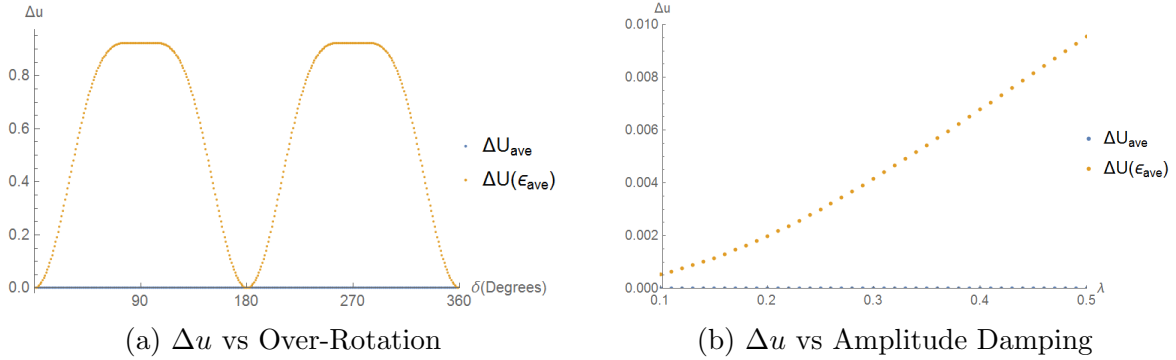 Δu
0.8
0.6
0.4
0.2
0.0
90
180
270
360
δ(Degrees)
ΔU_ave
ΔU(ϵ_ave)
(a) Δu vs Over-Rotation
Δu
0.010
0.008
0.006
0.004
0.002
0.000
0.1
0.2
0.3
0.4
0.5
λ
ΔU_ave
ΔU(ϵ_ave)
(b) Δu vs Amplitude Damping